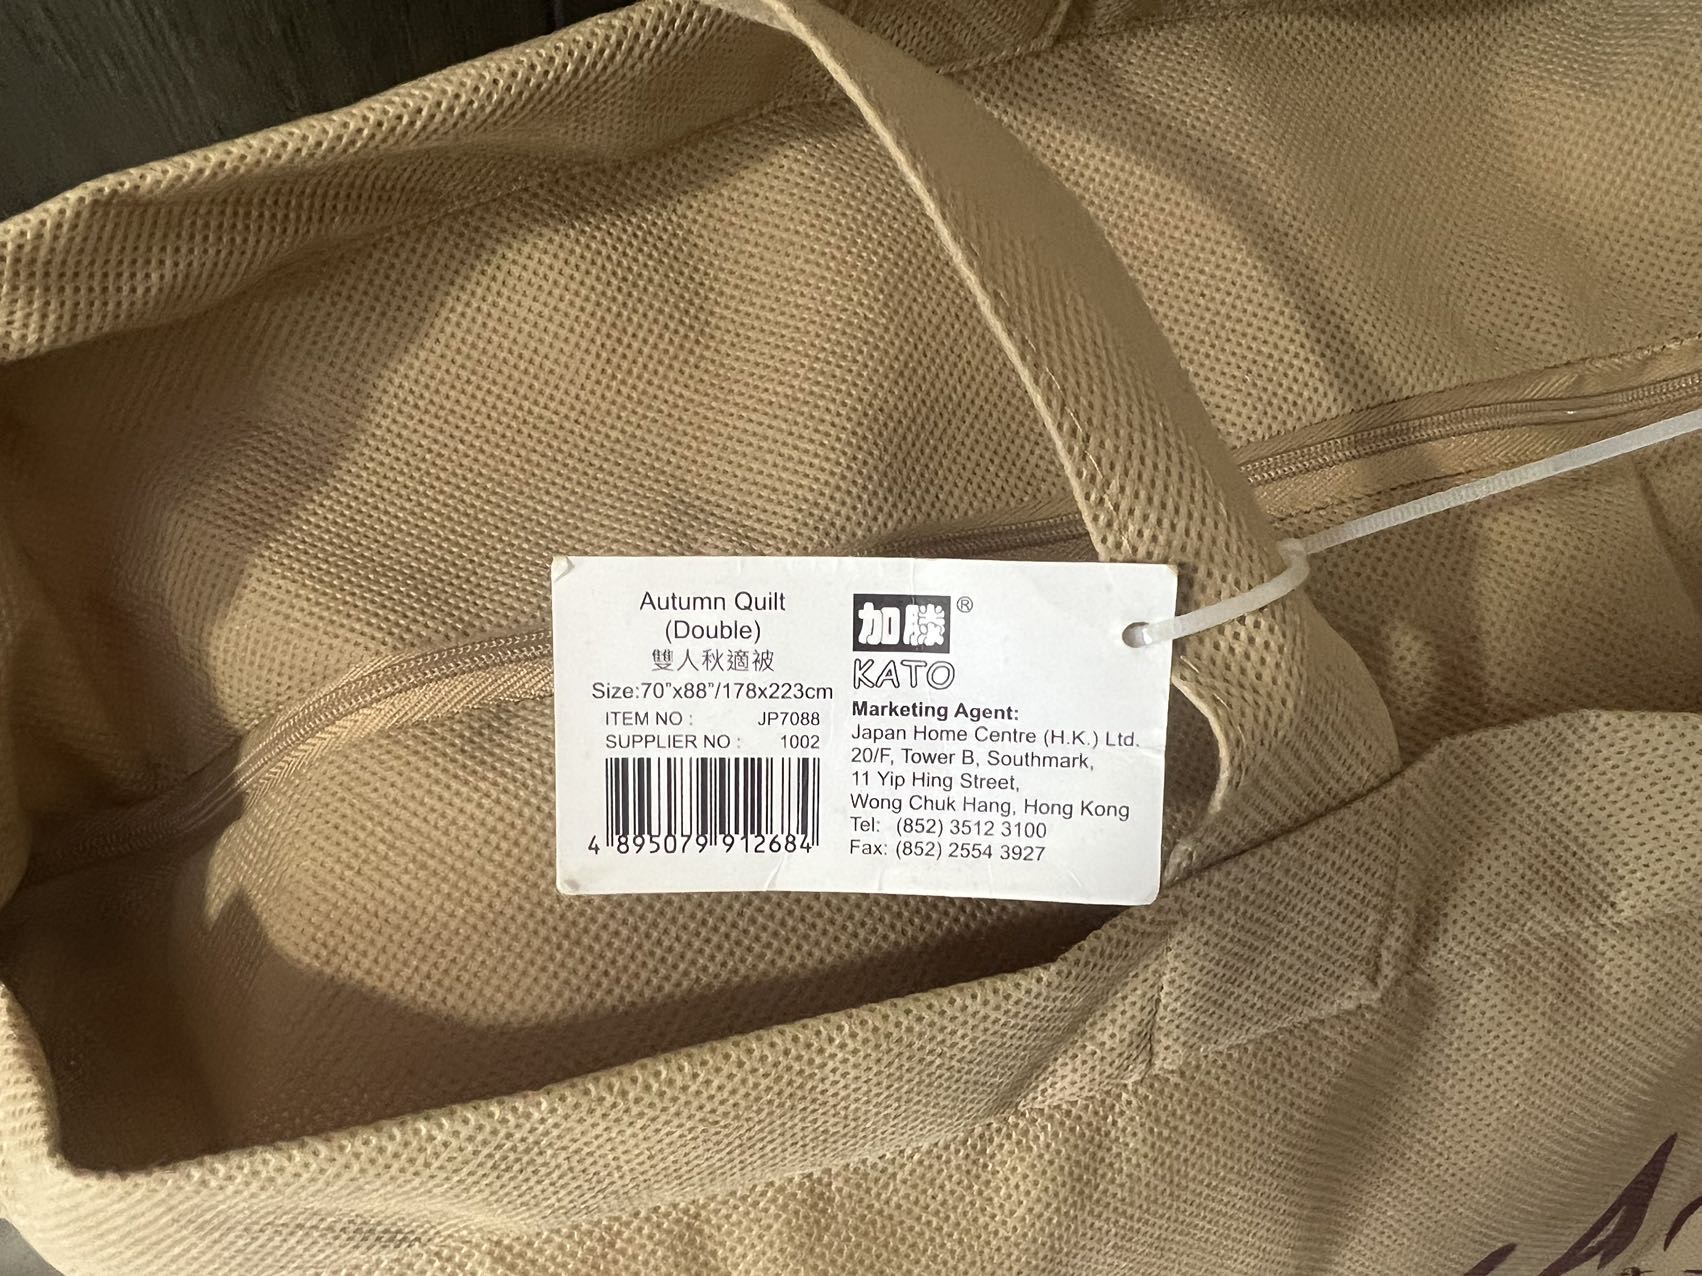 Autumn Quilt
(Double)
雙人秋適被
Size:70”x88”/178x223cm
ITEM NO : JP7088
SUPPLIER NO : 1002
4 895079 912684
加藤®
KATO
Marketing Agent:
Japan Home Centre (H.K.) Ltd.
20/F, Tower B, Southmark,
11 Yip Hing Street,
Wong Chuk Hang, Hong Kong
Tel: (852) 3512 3100
Fax: (852) 2554 3927